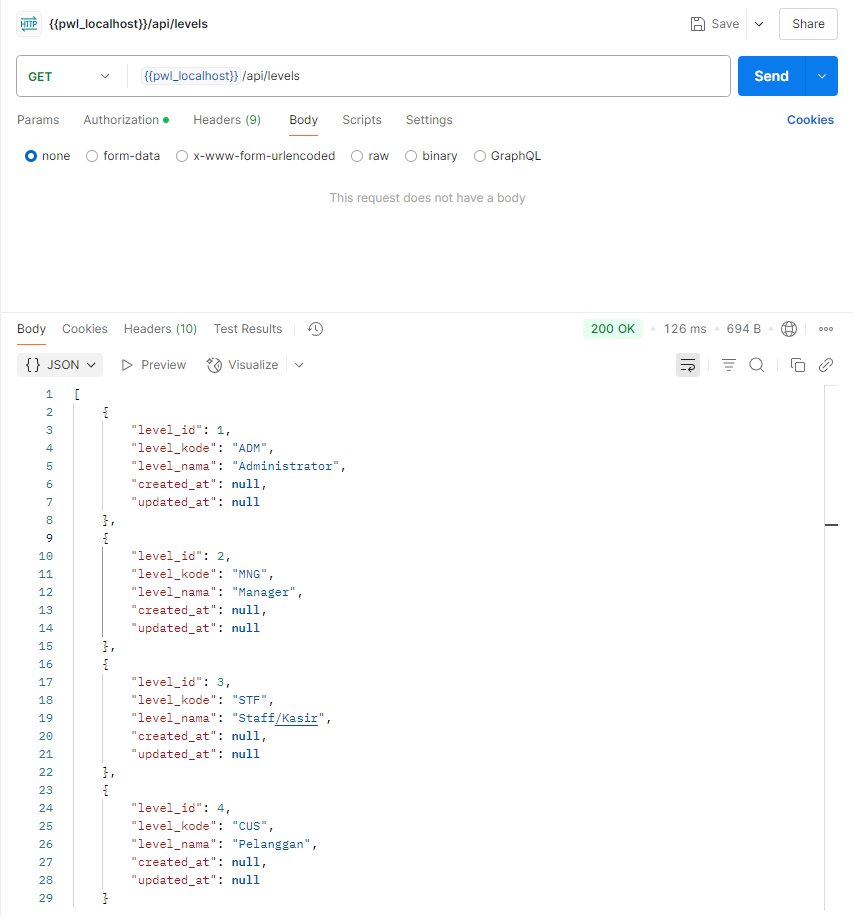 HTTP {{pwl_localhost}}/api/levels Save Share
GET {{pwl_localhost}} /api/levels Send
Params Authorization Headers (9) Body Scripts Settings Cookies
none form-data x-www-form-urlencoded raw binary GraphQL
This request does not have a body
Body Cookies Headers (10) Test Results 200 OK • 126 ms • 694 B
{} JSON Preview Visualize
1 [
2 {
3 "level_id": 1,
4 "level_kode": "ADM",
5 "level_nama": "Administrator",
6 "created_at": null,
7 "updated_at": null
8 },
9 {
10 "level_id": 2,
11 "level_kode": "MNG",
12 "level_nama": "Manager",
13 "created_at": null,
14 "updated_at": null
15 },
16 {
17 "level_id": 3,
18 "level_kode": "STF",
19 "level_nama": "Staff/Kasir",
20 "created_at": null,
21 "updated_at": null
22 },
23 {
24 "level_id": 4,
25 "level_kode": "CUS",
26 "level_nama": "Pelanggan",
27 "created_at": null,
28 "updated_at": null
29 }